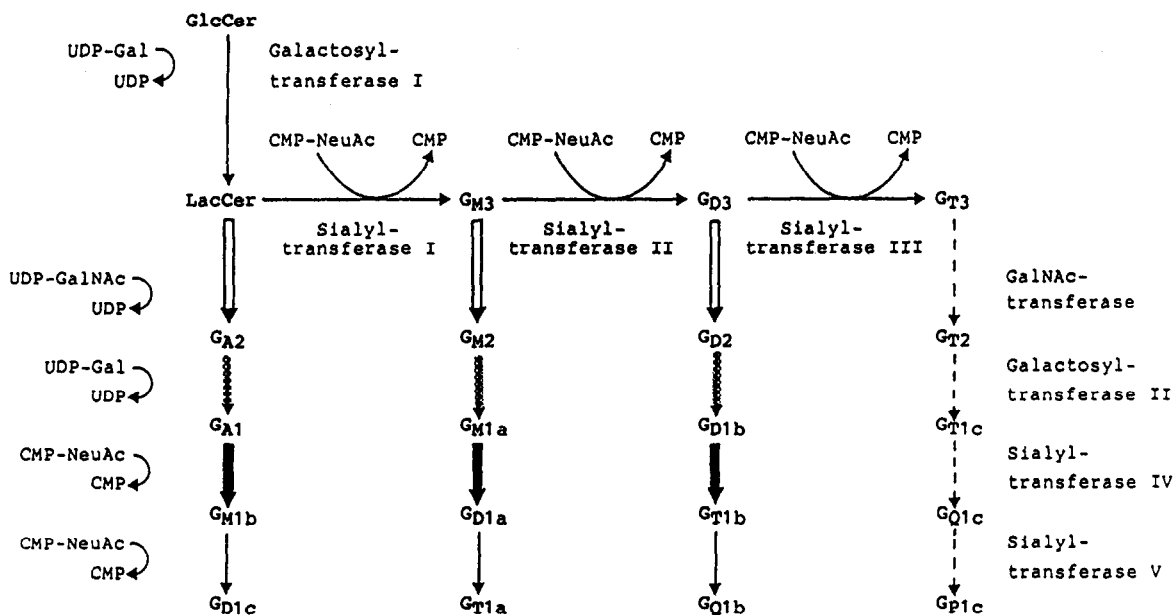 GlcCer
UDP-Gal
UDP
Galactosyl-
transferase I
CMP-NeuAc CMP CMP-NeuAc CMP CMP-NeuAc CMP
LacCer GM3 GD3 GT3
Sialyl-
transferase I
Sialyl-
transferase II
Sialyl-
transferase III
UDP-GalNAc
UDP
GalNAc-
transferase
GA2 GM2 GD2 GT2
UDP-Gal
UDP
Galactosyl-
transferase II
GA1 GM1a GD1b GT1c
CMP-NeuAc
CMP
Sialyl-
transferase IV
GM1b GD1a GT1b GQ1c
CMP-NeuAc
CMP
Sialyl-
transferase V
GD1c GT1a GQ1b GP1c